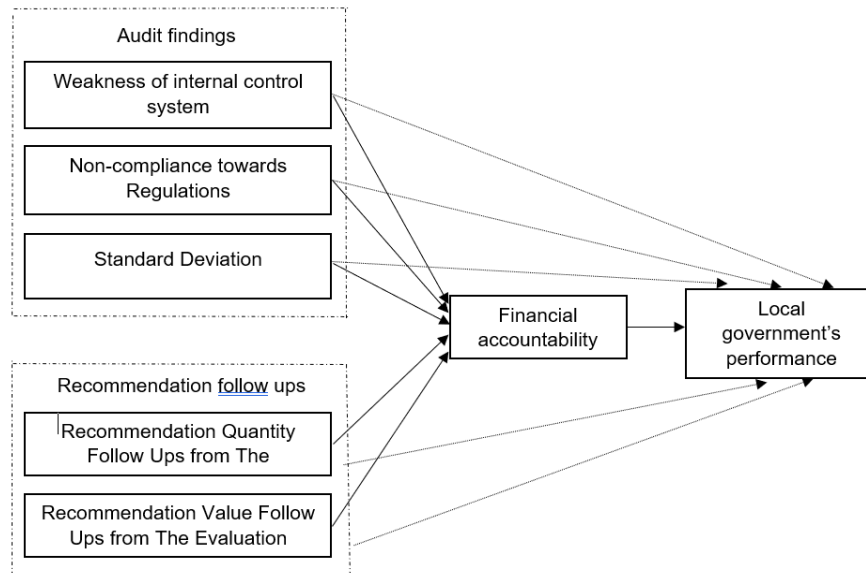 Audit findings
Weakness of internal control
system
Non-compliance towards
Regulations
Standard Deviation
Financial
accountability
Local
government's
performance
Recommendation follow ups
Recommendation Quantity
Follow Ups from The
Recommendation Value Follow
Ups from The Evaluation